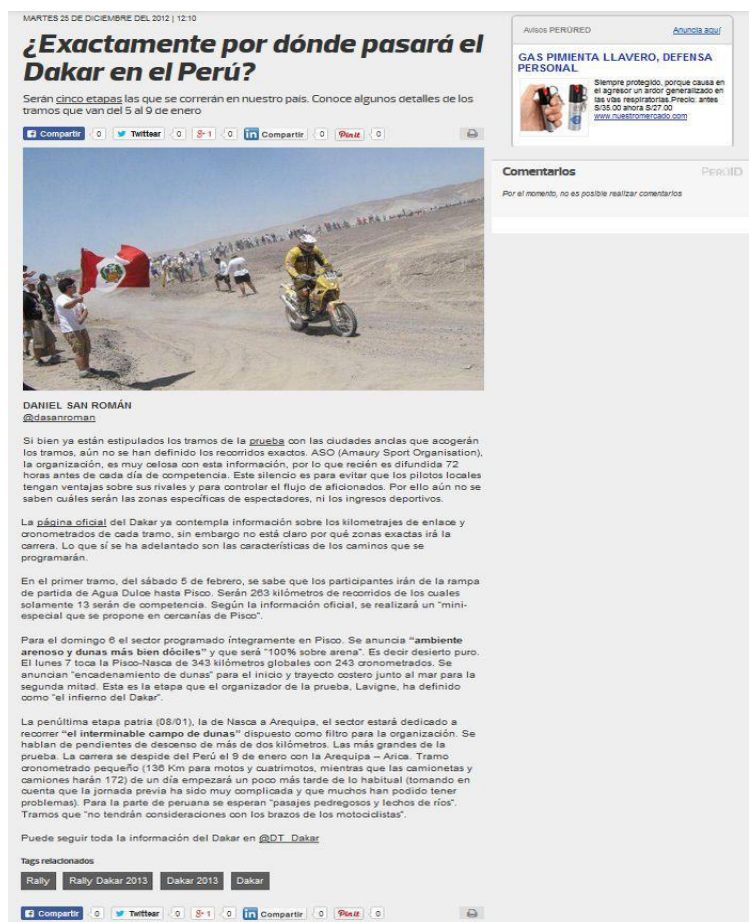 MARTES 25 DE DICIEMBRE DEL 2012 | 12:10
¿Exactamente por dónde pasará el
Dakar en el Perú?
Serán cinco etapas las que se correrán en nuestro país. Conoce algunos detalles de los
tramos que van del 5 al 9 de enero
Compartir 0 Twittear 0 8+ 1 0 Compartir 0 Pin it 0
DANIEL SAN ROMÁN
@dasanroman
Si bien ya están estipulados los tramos de la prueba con las ciudades anclas que acogerán
los tramos, aún no se han definido los recorridos exactos. ASO (Amaury Sport Organisation),
la organización, es muy celosa con esta información, por lo que recién es difundida 72
horas antes de cada día de competencia. Este silencio es para evitar que los pilotos locales
tengan ventajas sobre sus rivales y para controlar el flujo de aficionados. Por ello aún no se
saben cuáles serán las zonas específicas de espectadores, ni los ingresos deportivos.
La página oficial del Dakar ya contempla información sobre los kilometrajes de enlace y
cronometrados de cada tramo, sin embargo no está claro por qué zonas exactas irá la
carrera. Lo que sí se ha adelantado son las características de los caminos que se
programarán.
En el primer tramo, del sábado 5 de febrero, se sabe que los participantes irán de la rampa
de partida de Agua Dulce hasta Pisco. Serán 263 kilómetros de recorridos de los cuales
solamente 13 serán de competencia. Según la información oficial, se realizará un "mini-
especial que se propone en cercanías de Pisco".
Para el domingo 6 el sector programado íntegramente en Pisco. Se anuncia "ambiente
arenoso y dunas más bien dóciles" y que será "100% sobre arena". Es decir desierto puro.
El lunes 7 toca la Pisco-Nasca de 343 kilómetros globales con 243 cronometrados. Se
anuncian "encadenamiento de dunas" para el inicio y trayecto costero junto al mar para la
segunda mitad. Esta es la etapa que el organizador de la prueba, Lavigne, ha definido
como "el infierno del Dakar".
La penúltima etapa patria (08/01), la de Nasca a Arequipa, el sector estará dedicado a
recorrer "el interminable campo de dunas" dispuesto como filtro para la organización. Se
hablan de pendientes de descenso de más de dos kilómetros. Las más grandes de la
prueba. La carrera se despide del Perú el 9 de enero con la Arequipa – Arica. Tramo
cronometrado pequeño (136 Km para motos y cuatrimotos, mientras que las camionetas y
camiones harán 172) de un día empezará un poco más tarde de lo habitual (tomando en
cuenta que la jornada previa ha sido muy complicada y que muchos han podido tener
problemas). Para la parte de peruana se esperan "pasajes pedregosos y lechos de ríos".
Tramos que "no tendrán consideraciones con los brazos de los motociclistas".
Puede seguir toda la información del Dakar en @DT_Dakar
Tags relacionados
Rally Rally Dakar 2013 Dakar 2013 Dakar
Compartir 0 Twittear 0 8+ 1 0 Compartir 0 Pin it 0
Avisos PERÚRED Anuncia aquí
GAS PIMIENTA LLAVERO, DEFENSA
PERSONAL
Siempre protegido, porque causa en
el agresor un ardor generalizado en
las vías respiratorias.Precio: antes
S/35.00 ahora S/27.00
www.nuestromercado.com
Comentarios PERÚID
Por el momento, no es posible realizar comentarios